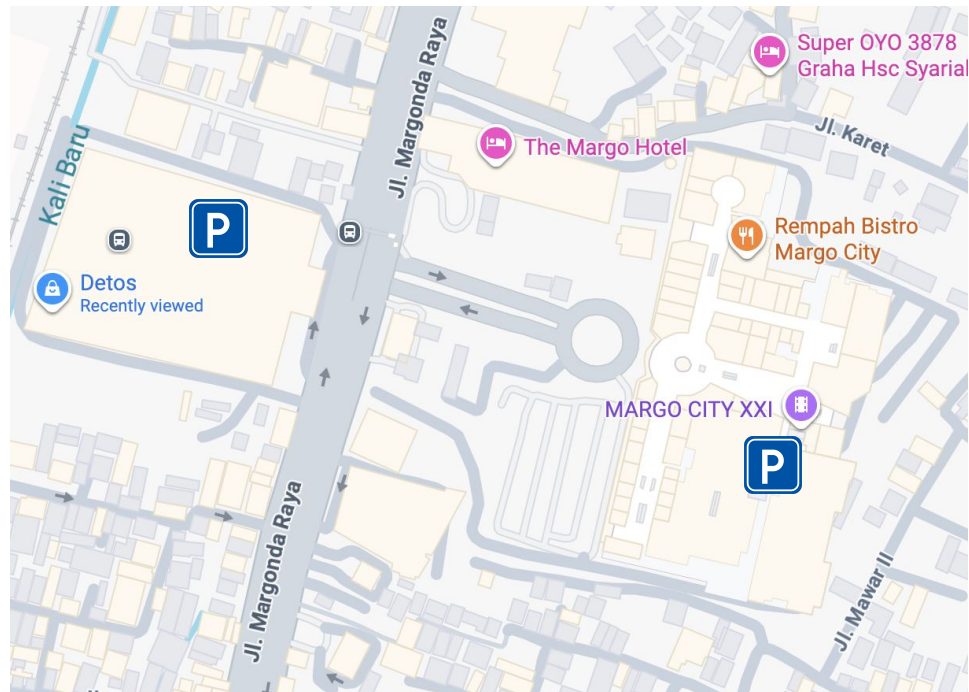 Jl. Margonda Raya
Super OYO 3878
Graha Hsc Syariah
Jl. Karet
Kali Baru
The Margo Hotel
P
Rempah Bistro
Margo City
Detos
Recently viewed
MARGO CITY XXI
P
Jl. Margonda Raya
Jl. Mawar II